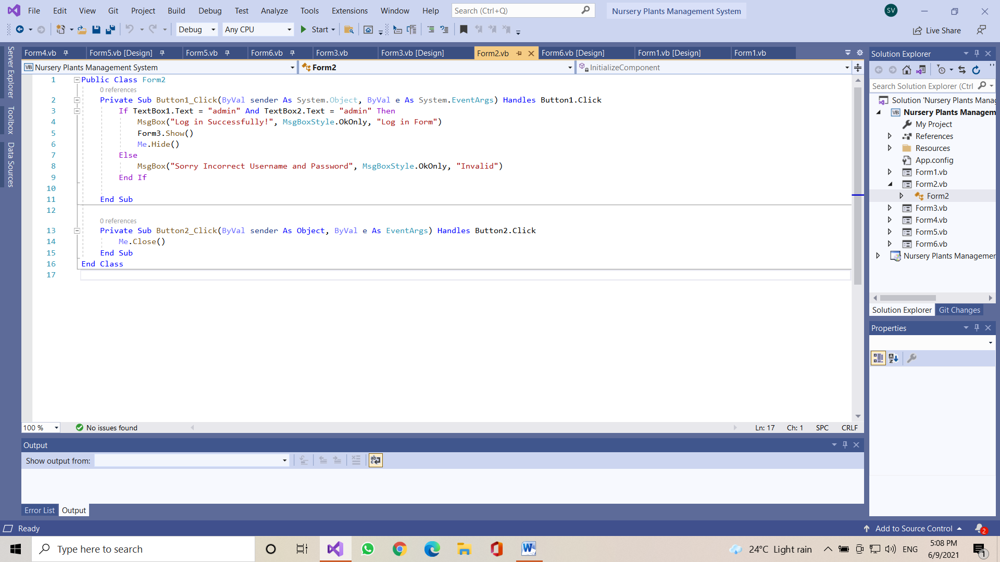 File Edit View Git Project Build Debug Test Analyze Tools Extensions Window Help Search (Ctrl+Q) Nursery Plants Management System SV
Debug Any CPU Start Live Share
Server Explorer
Toolbox
Data Sources
Form4.vb Form5.vb [Design] Form5.vb Form6.vb Form3.vb Form3.vb [Design] Form2.vb Form6.vb [Design] Form1.vb [Design] Form1.vb
VB Nursery Plants Management System Form2 InitializeComponent
1 Public Class Form2
0 references
2 Private Sub Button1_Click(ByVal sender As System.Object, ByVal e As System.EventArgs) Handles Button1.Click
3 If TextBox1.Text = "admin" And TextBox2.Text = "admin" Then
4 MsgBox("Log in Successfully!", MsgBoxStyle.OkOnly, "Log in Form")
5 Form3.Show()
6 Me.Hide()
7 Else
8 MsgBox("Sorry Incorrect Username and Password", MsgBoxStyle.OkOnly, "Invalid")
9 End If
10
11 End Sub
12
0 references
13 Private Sub Button2_Click(ByVal sender As Object, ByVal e As EventArgs) Handles Button2.Click
14 Me.Close()
15 End Sub
16 End Class
17
100 % No issues found Ln: 17 Ch: 1 SPC CRLF
Output
Show output from:
Error List Output
Solution Explorer
Search Solution Explorer (Ctrl
Solution 'Nursery Plants Manag
VB Nursery Plants Managem
My Project
References
Resources
App.config
Form1.vb
Form2.vb
Form2
Form3.vb
Form4.vb
Form5.vb
Form6.vb
Nursery Plants Managemer
Solution Explorer Git Changes
Properties
Ready Add to Source Control 2
Type here to search 24°C Light rain ENG 5:08 PM
6/9/2021 1